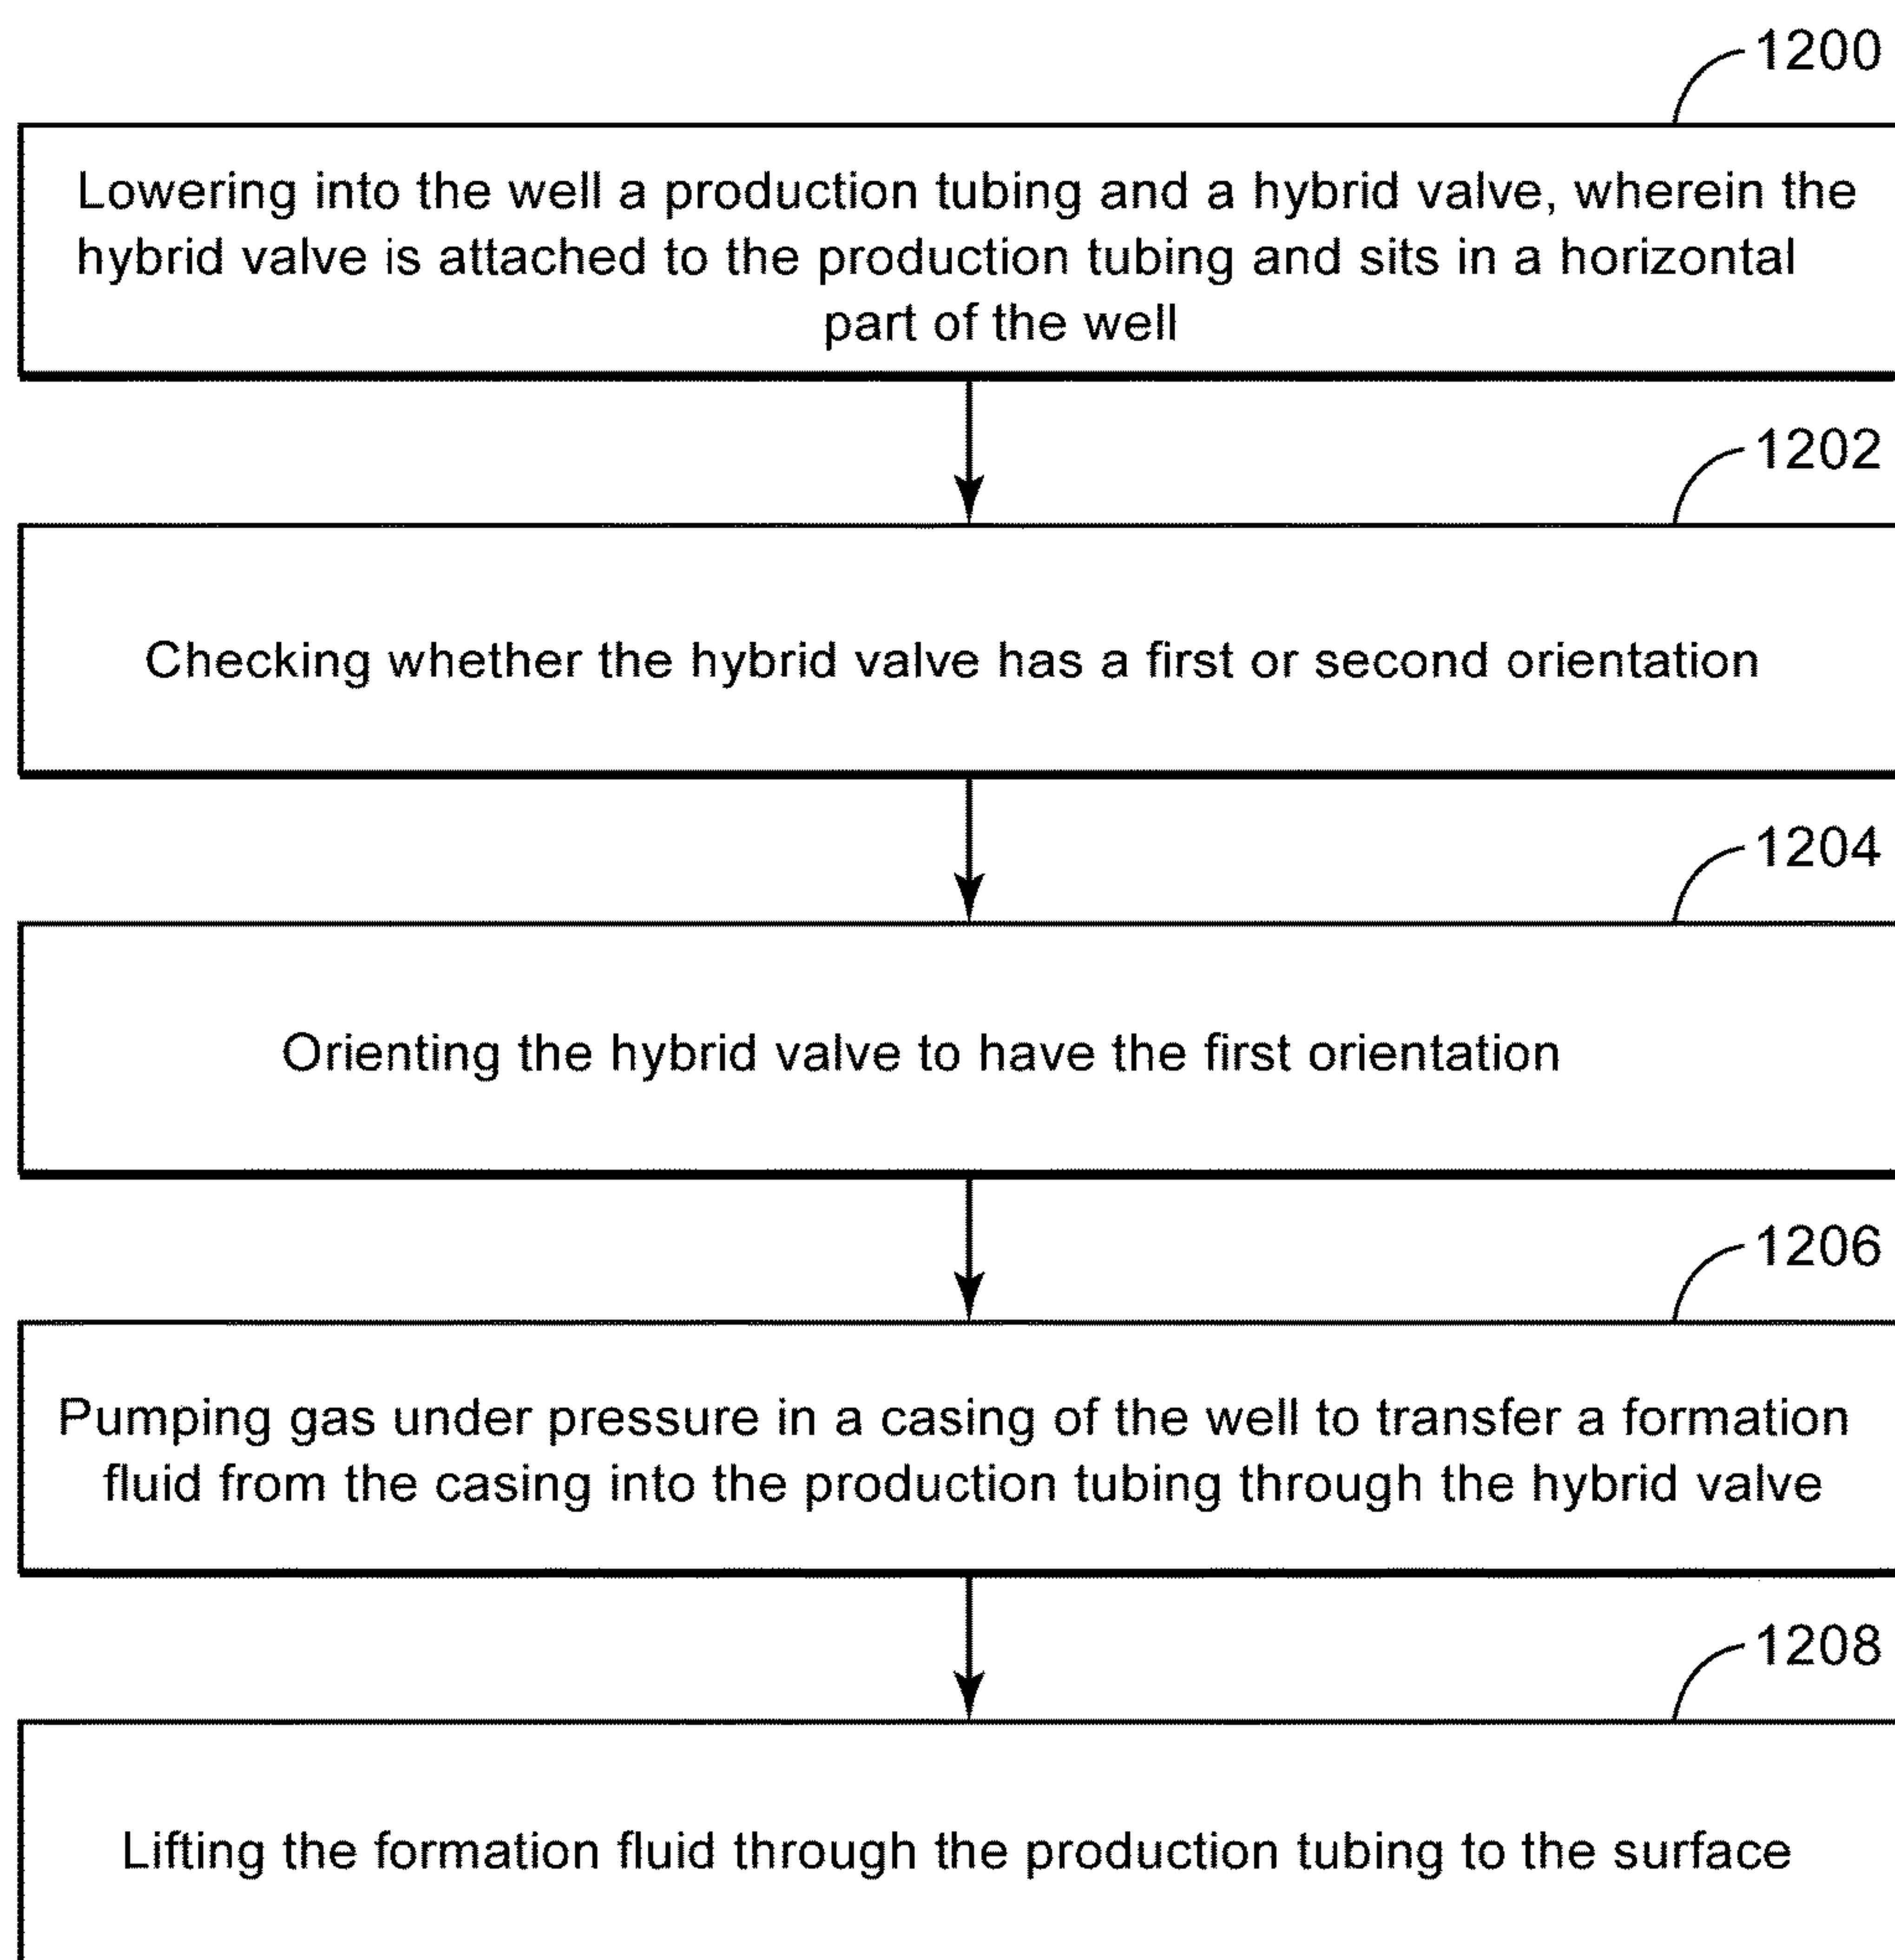 1200
Lowering into the well a production tubing and a hybrid valve, wherein the
hybrid valve is attached to the production tubing and sits in a horizontal
part of the well
1202
Checking whether the hybrid valve has a first or second orientation
1204
Orienting the hybrid valve to have the first orientation
1206
Pumping gas under pressure in a casing of the well to transfer a formation
fluid from the casing into the production tubing through the hybrid valve
1208
Lifting the formation fluid through the production tubing to the surface